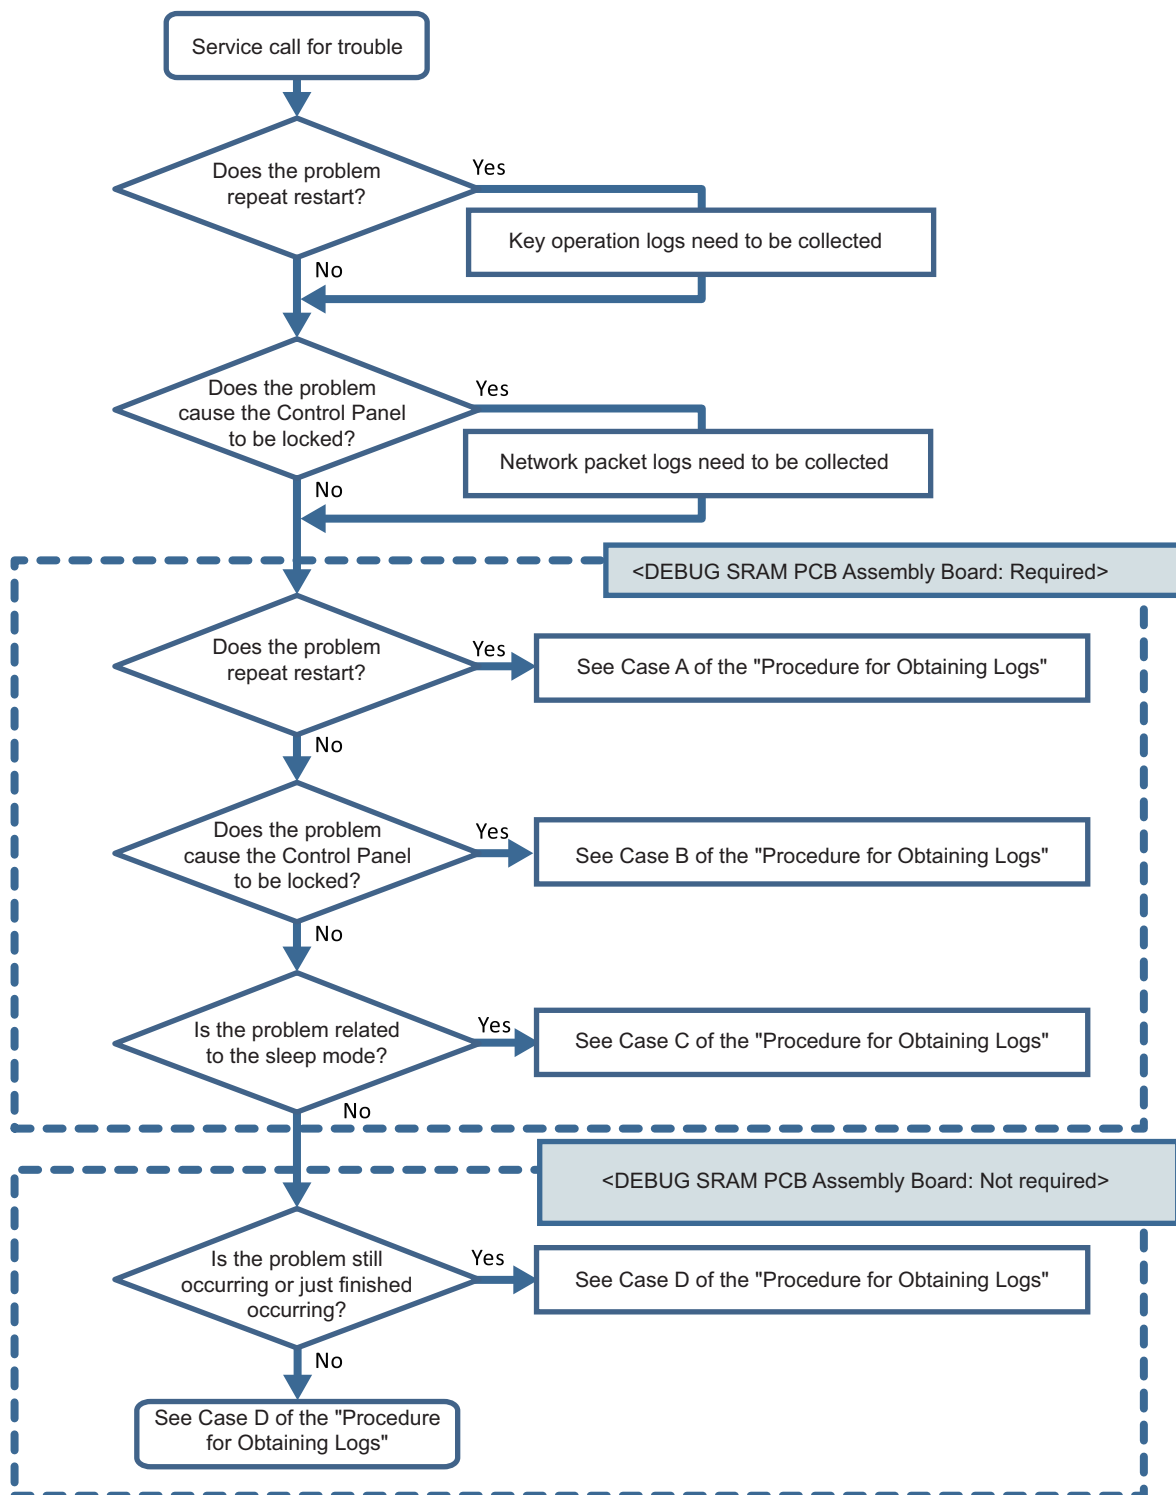 Service call for trouble
Does the problem
repeat restart?
Yes
Key operation logs need to be collected
No
Does the problem
cause the Control Panel
to be locked?
Yes
Network packet logs need to be collected
No
<DEBUG SRAM PCB Assembly Board: Required>
Does the problem
repeat restart?
Yes
See Case A of the "Procedure for Obtaining Logs"
No
Does the problem
cause the Control Panel
to be locked?
Yes
See Case B of the "Procedure for Obtaining Logs"
No
Is the problem related
to the sleep mode?
Yes
See Case C of the "Procedure for Obtaining Logs"
No
<DEBUG SRAM PCB Assembly Board: Not required>
Is the problem still
occurring or just finished
occurring?
Yes
See Case D of the "Procedure for Obtaining Logs"
No
See Case D of the "Procedure
for Obtaining Logs"